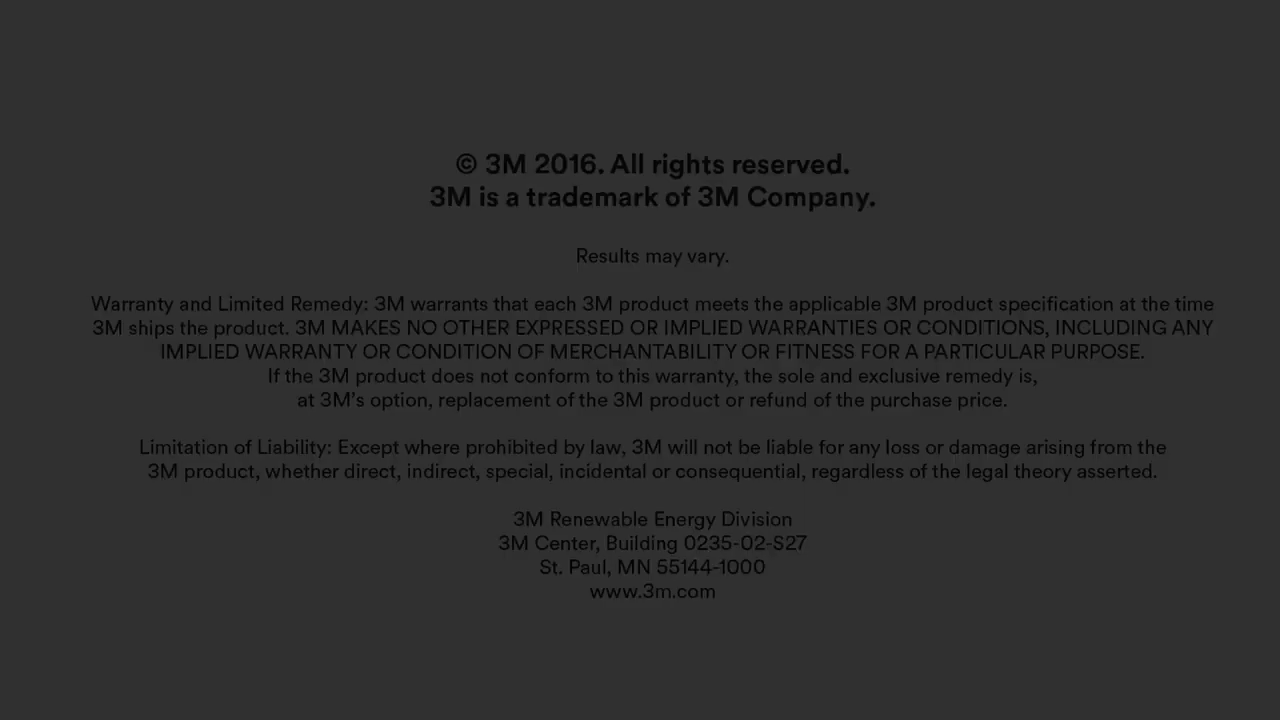 © 3M 2016. All rights reserved.
3M is a trademark of 3M Company.
Results may vary.
Warranty and Limited Remedy: 3M warrants that each 3M product meets the applicable 3M product specification at the time
3M ships the product. 3M MAKES NO OTHER EXPRESSED OR IMPLIED WARRANTIES OR CONDITIONS, INCLUDING ANY
IMPLIED WARRANTY OR CONDITION OF MERCHANTABILITY OR FITNESS FOR A PARTICULAR PURPOSE.
If the 3M product does not conform to this warranty, the sole and exclusive remedy is,
at 3M's option, replacement of the 3M product or refund of the purchase price.
Limitation of Liability: Except where prohibited by law, 3M will not be liable for any loss or damage arising from the
3M product, whether direct, indirect, special, incidental or consequential, regardless of the legal theory asserted.
3M Renewable Energy Division
3M Center, Building 0235-02-S27
St. Paul, MN 55144-1000
www.3m.com